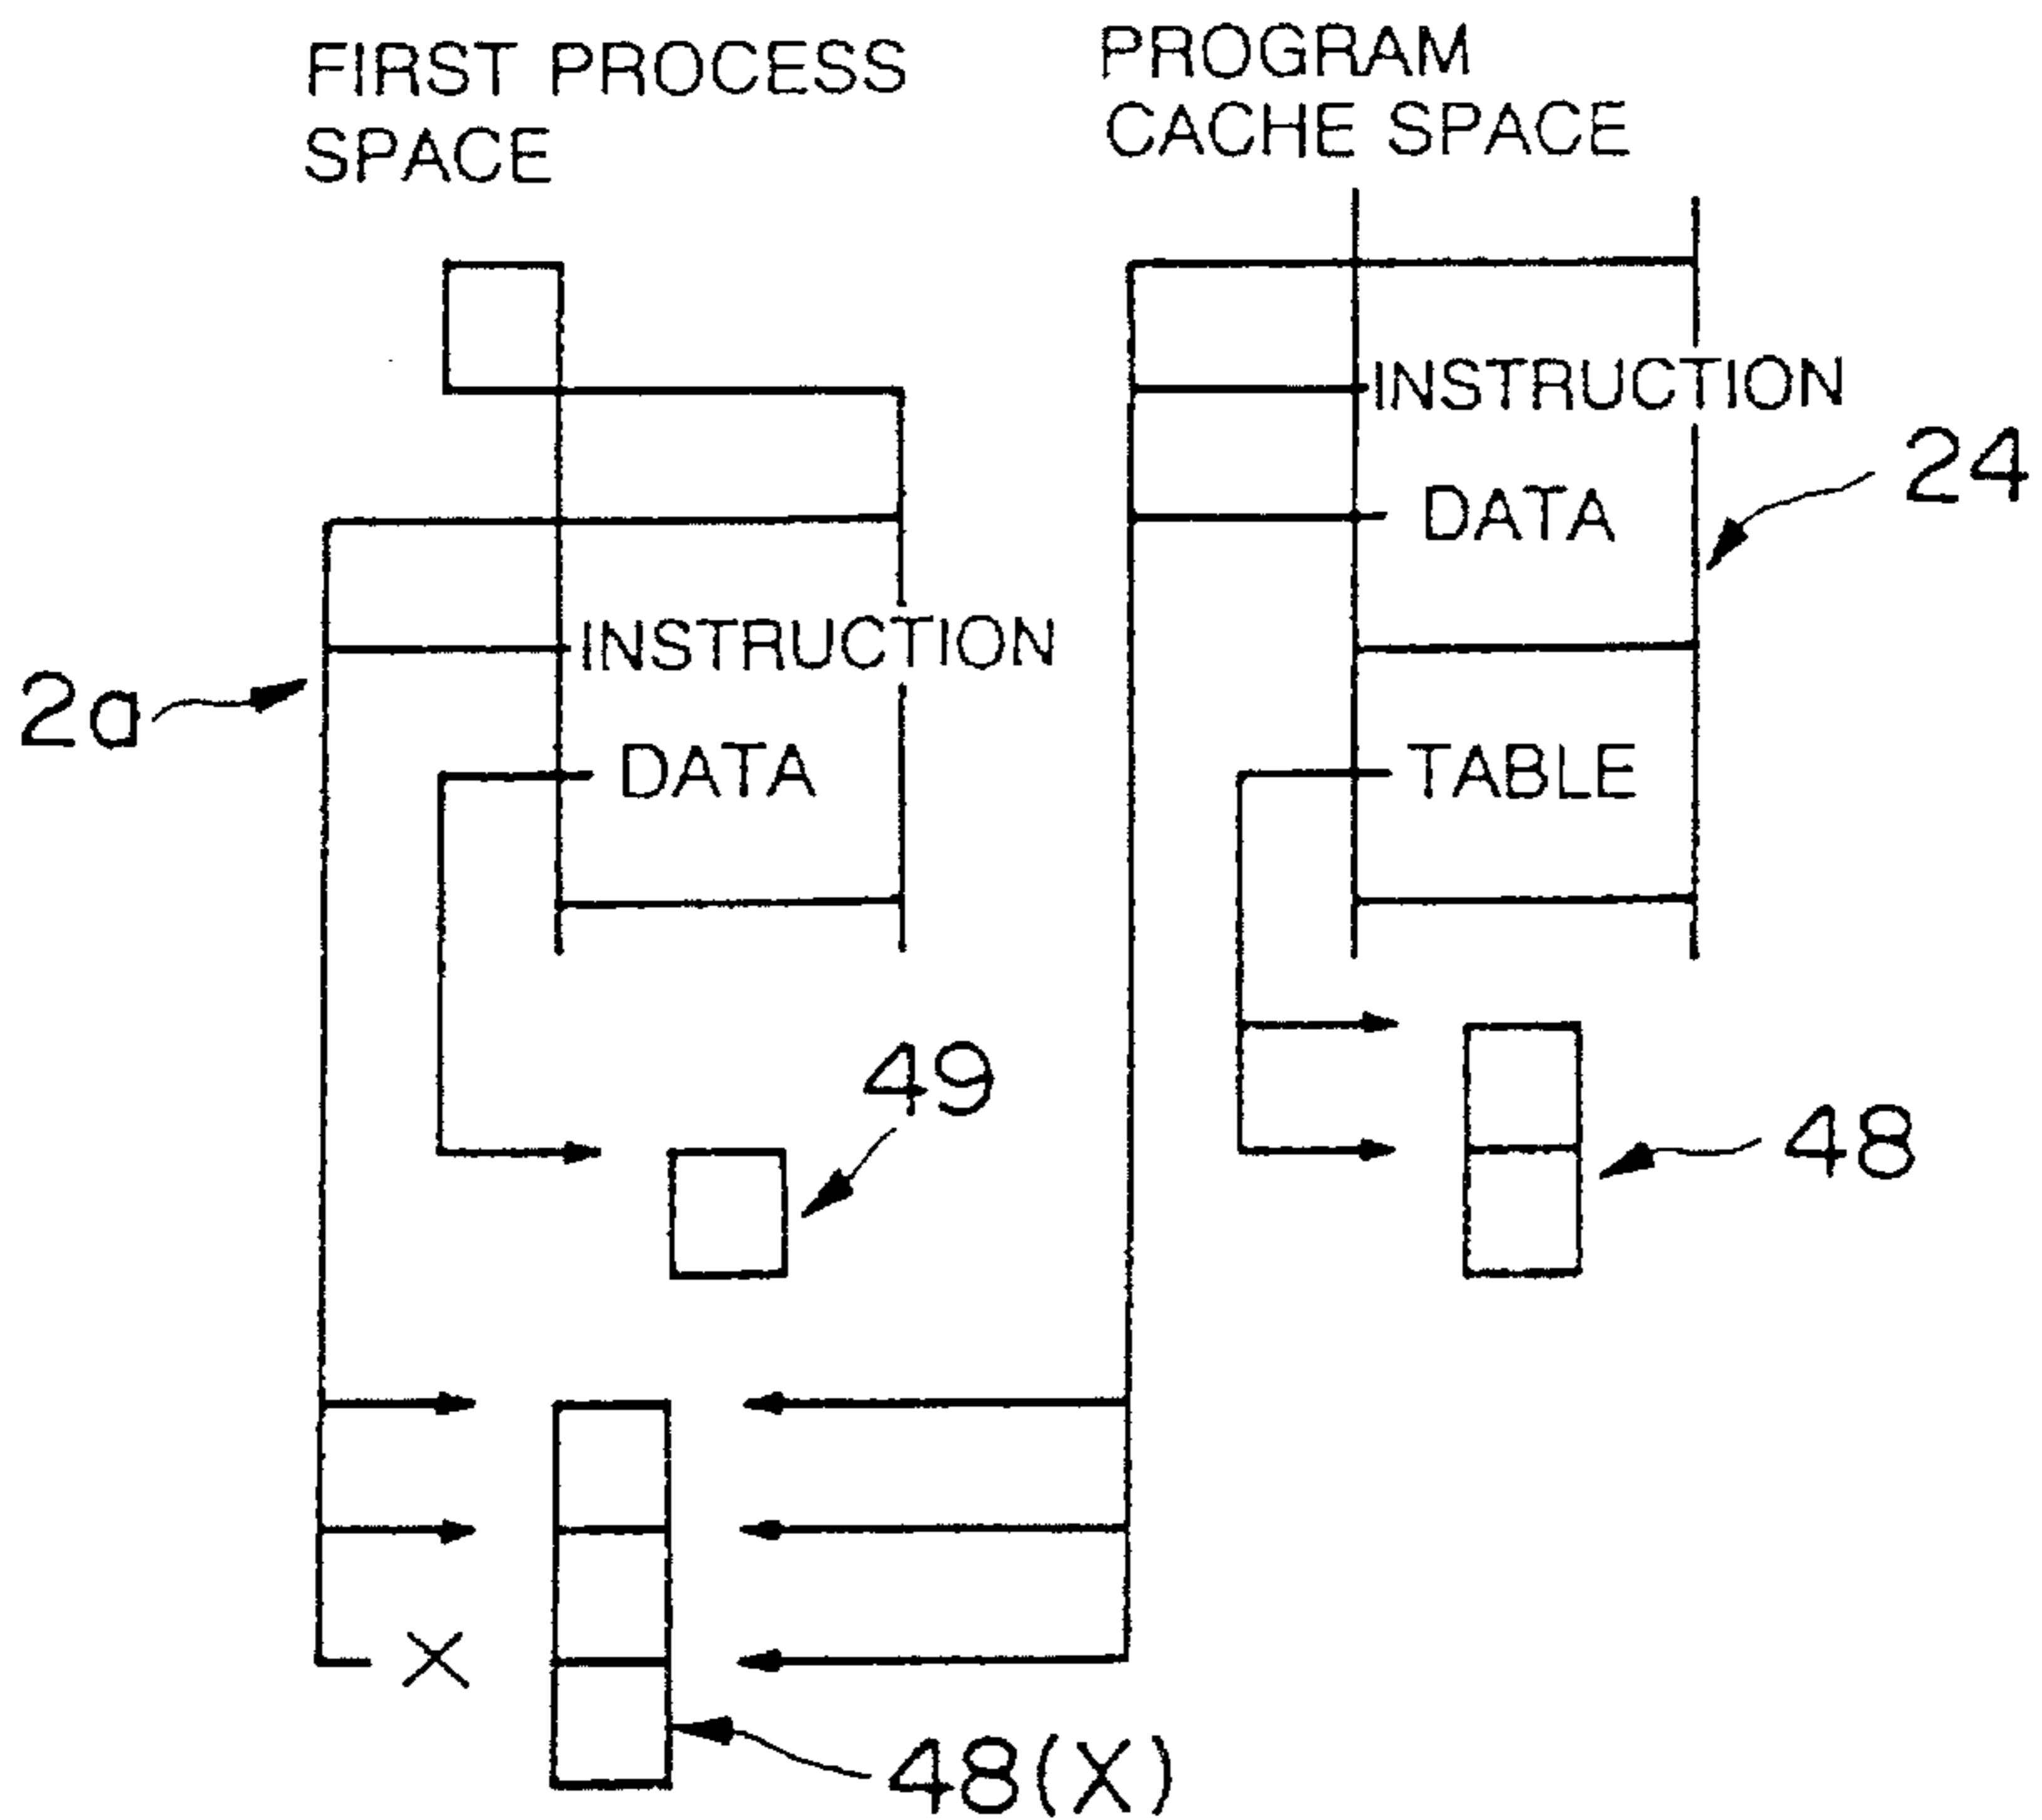 FIRST PROCESS
SPACE
PROGRAM
CACHE SPACE
INSTRUCTION
DATA
24
INSTRUCTION
2a
DATA
TABLE
49
48
X
48(X)